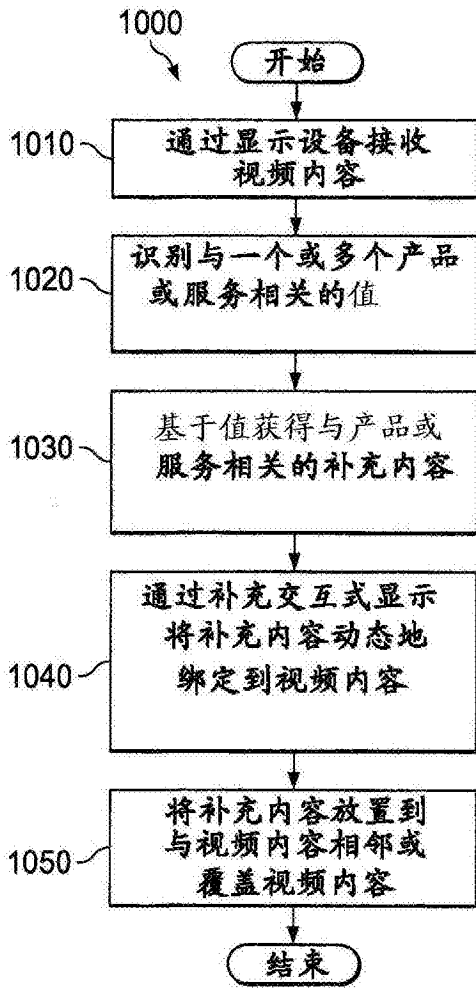 1000
开始
1010
通过显示设备接收
视频内容
1020
识别与一个或多个产品
或服务相关的值
1030
基于值获得与产品或
服务相关的补充内容
1040
通过补充交互式显示
将补充内容动态地
绑定到视频内容
1050
将补充内容放置到
与视频内容相邻或
覆盖视频内容
结束